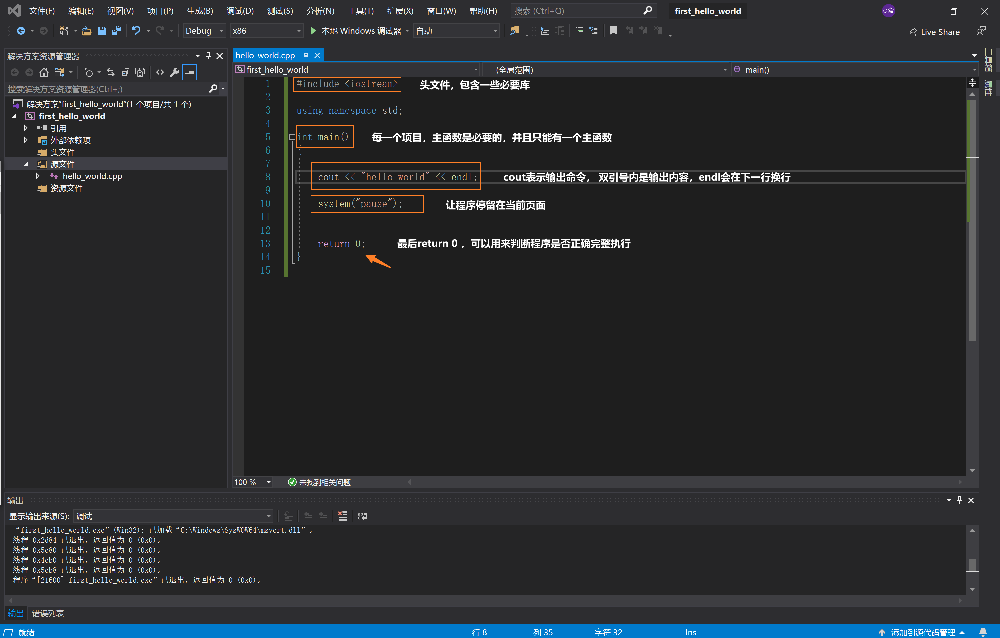 文件(F) 编辑(E) 视图(V) 项目(P) 生成(B) 调试(D) 测试(S) 分析(N) 工具(T) 扩展(X) 窗口(W) 帮助(H) 搜索 (Ctrl+Q) first_hello_world O盒
Debug x86 本地 Windows 调试器 自动 Live Share
解决方案资源管理器
搜索解决方案资源管理器(Ctrl+;)
解决方案“first_hello_world”(1 个项目/共 1 个)
first_hello_world
引用
外部依赖项
头文件
源文件
hello_world.cpp
资源文件
hello_world.cpp
first_hello_world (全局范围) main()
1 #include <iostream> 头文件，包含一些必要库
2
3 using namespace std;
4
5 int main() 每一个项目，主函数是必要的，并且只能有一个主函数
6 {
7
8 cout << "hello world" << endl; cout表示输出命令， 双引号内是输出内容，endl会在下一行换行
9
10 system("pause"); 让程序停留在当前页面
11
12
13 return 0; 最后return 0 ，可以用来判断程序是否正确完整执行
14 }
15
工具箱
属性
100 % 未找到相关问题
输出
显示输出来源(S): 调试
“first_hello_world.exe”(Win32): 已加载“C:\Windows\SysWOW64\msvcrt.dll”。
线程 0x2d84 已退出，返回值为 0 (0x0)。
线程 0x5e80 已退出，返回值为 0 (0x0)。
线程 0x4eb0 已退出，返回值为 0 (0x0)。
线程 0x5eb8 已退出，返回值为 0 (0x0)。
程序“[21600] first_hello_world.exe”已退出，返回值为 0 (0x0)。
输出 错误列表
就绪 行 8 列 35 字符 32 Ins 添加到源代码管理